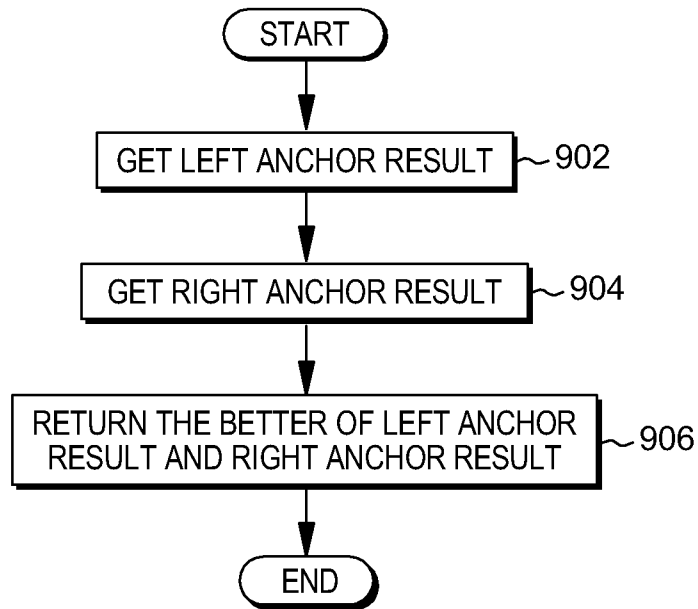 START
GET LEFT ANCHOR RESULT
902
GET RIGHT ANCHOR RESULT
904
RETURN THE BETTER OF LEFT ANCHOR
RESULT AND RIGHT ANCHOR RESULT
906
END